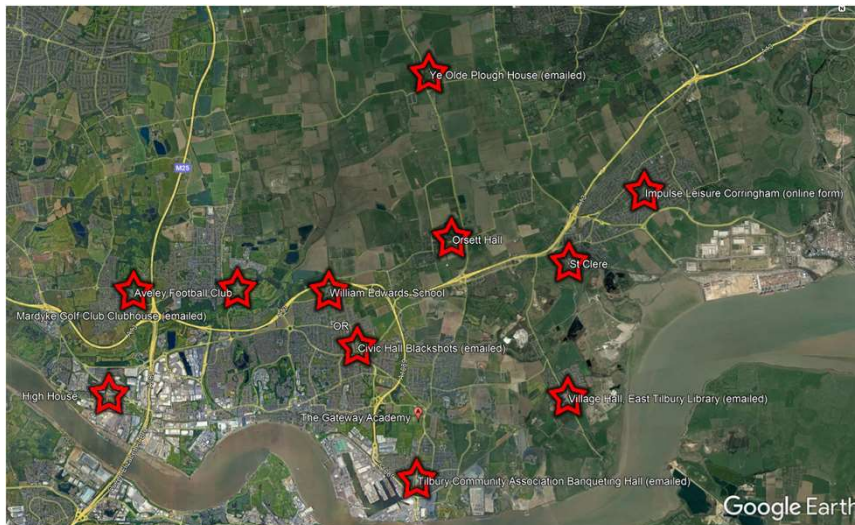 Ye Olde Plough House (emailed)
M25
Impulse Leisure Corringham (online form)
Orsett Hall
St Clere
Aveley Football Club
William Edwards School
Mardyke Golf Club Clubhouse (emailed)
OR
Civic Hall Blackshots (emailed)
High House
Village Hall, East Tilbury Library (emailed)
The Gateway Academy
A
Tilbury Community Association Banqueting Hall (emailed)
Google Earth